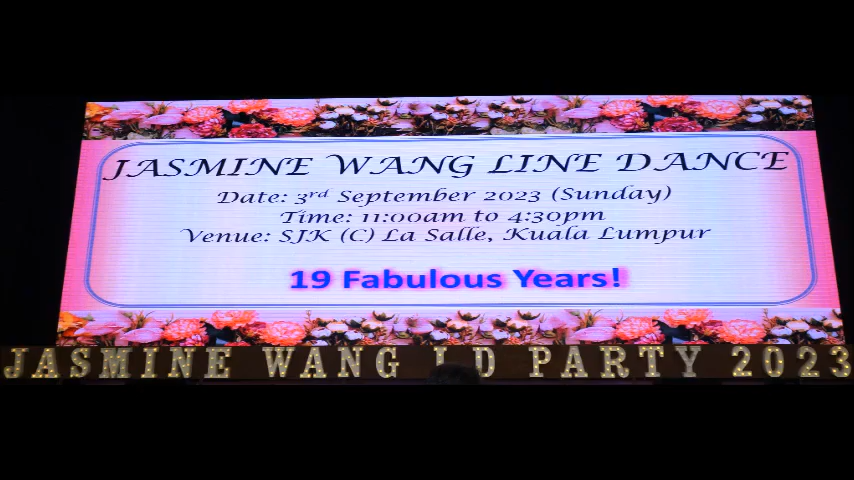 JASMINE WANG LINE DANCE
Date: 3rd September 2023 (Sunday)
Time: 11:00am to 4:30pm
Venue: SJK (C) La Salle, Kuala Lumpur
19 Fabulous Years!
JASMINE WANG LD PARTY 2023